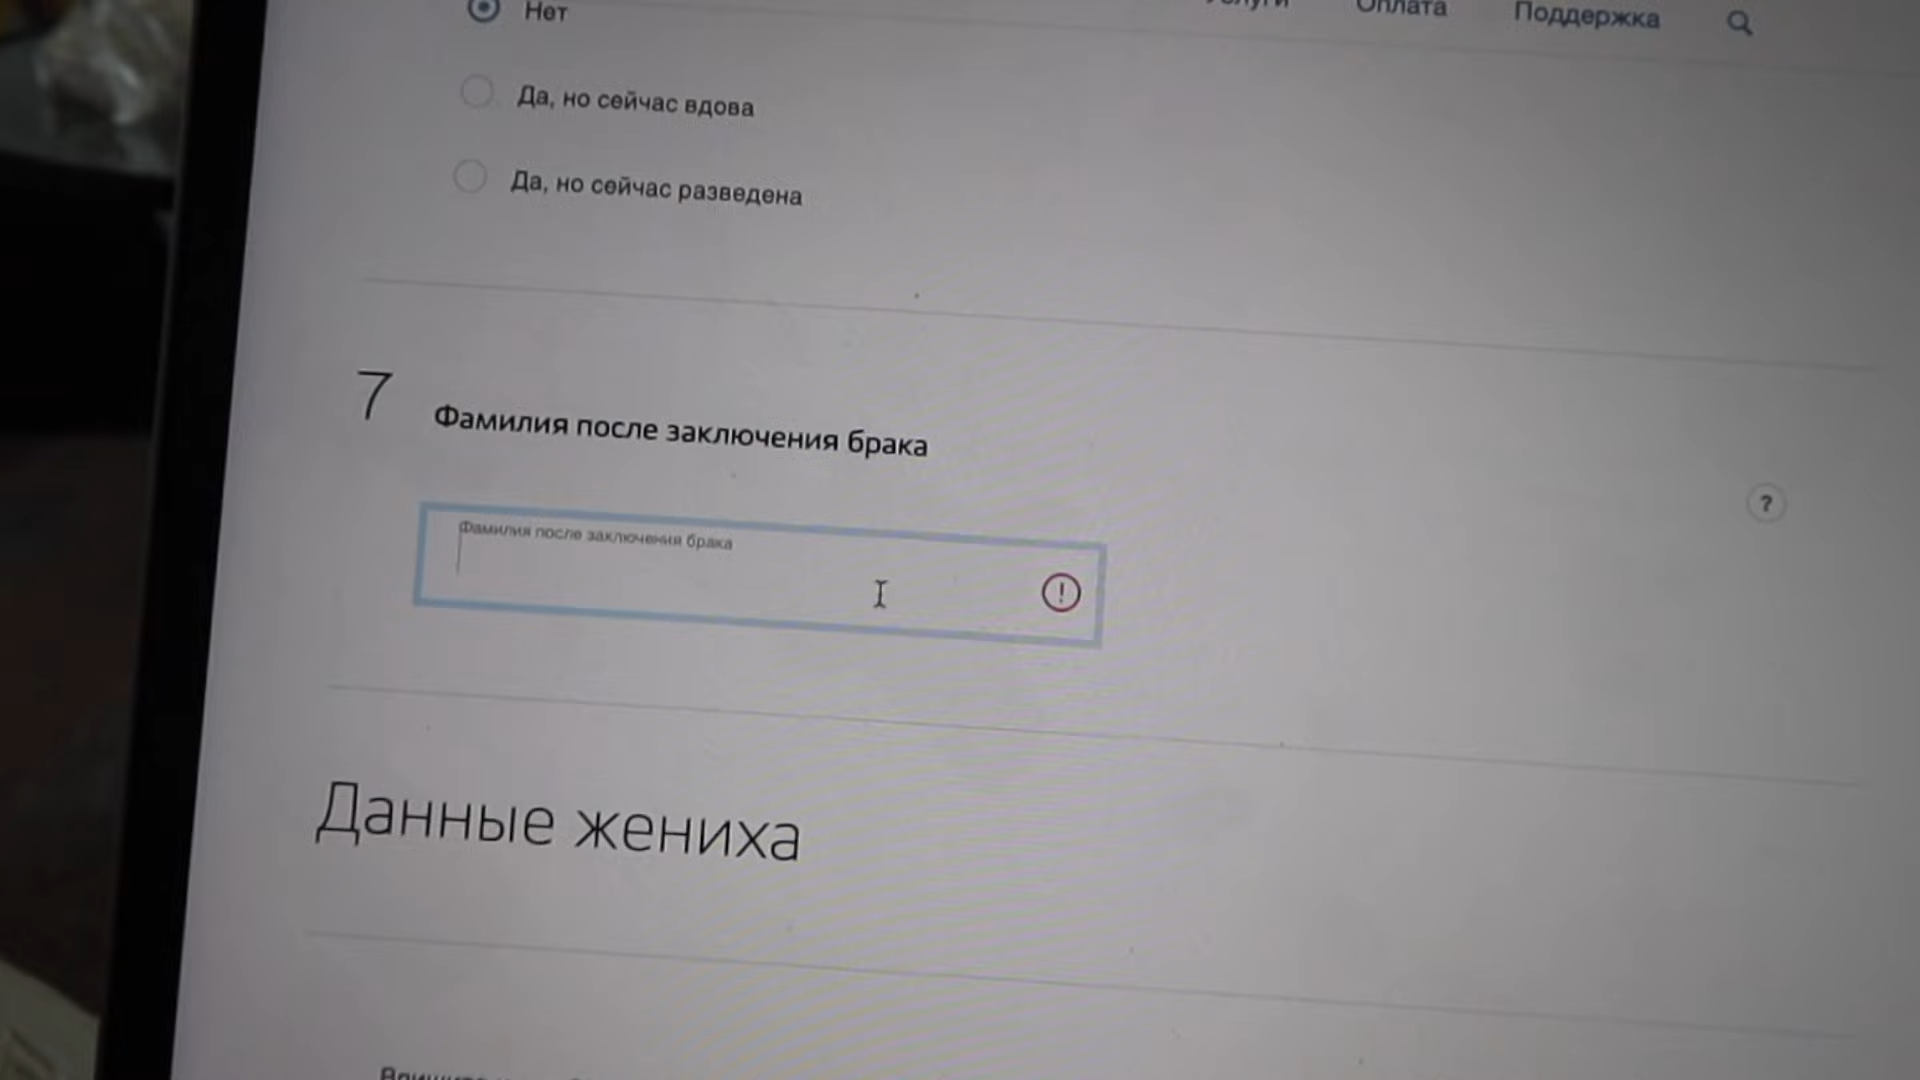 Оплата
Поддержка
Нет
Да, но сейчас вдова
Да, но сейчас разведена
7
Фамилия после заключения брака
?
Фамилия после заключения брака
!
Данные жениха